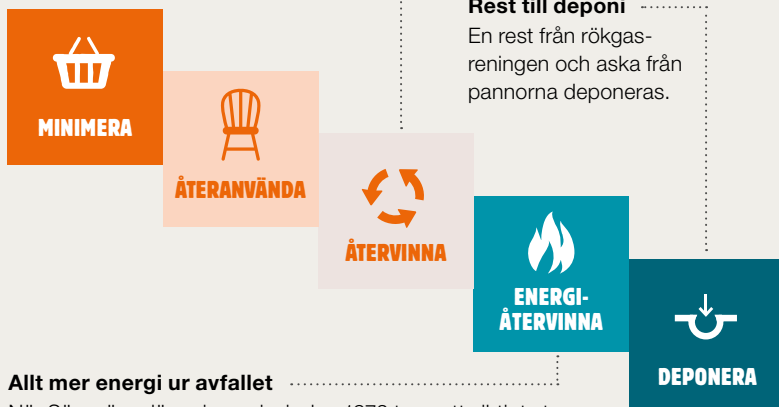 Rest till deponi
En rest från rökgas-
reningen och aska från
pannorna deponeras.
MINIMERA
ÅTERANVÄNDA
ÅTERVINNA
ENERGI-
ÅTERVINNA
DEPONERA
Allt mer energi ur avfallet